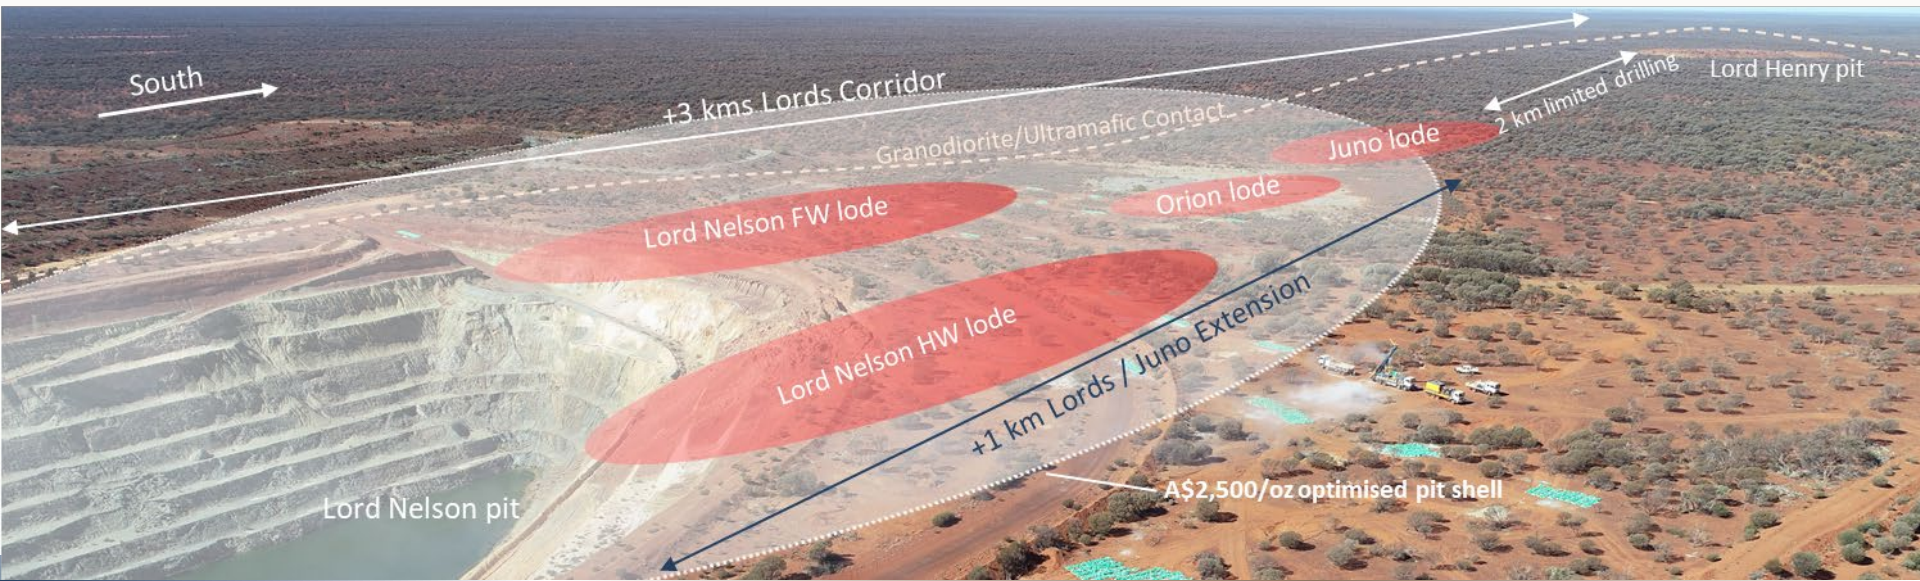 South
+3 kms Lords Corridor
Granodiorite/Ultramafic Contact
2 km limited drilling
Lord Henry pit
Juno lode
Orion lode
Lord Nelson FW lode
Lord Nelson HW lode
+1 km Lords / Juno Extension
A$2,500/oz optimised pit shell
Lord Nelson pit